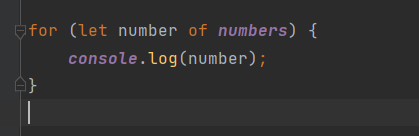 for (let number of numbers) {
    console.log(number);
}